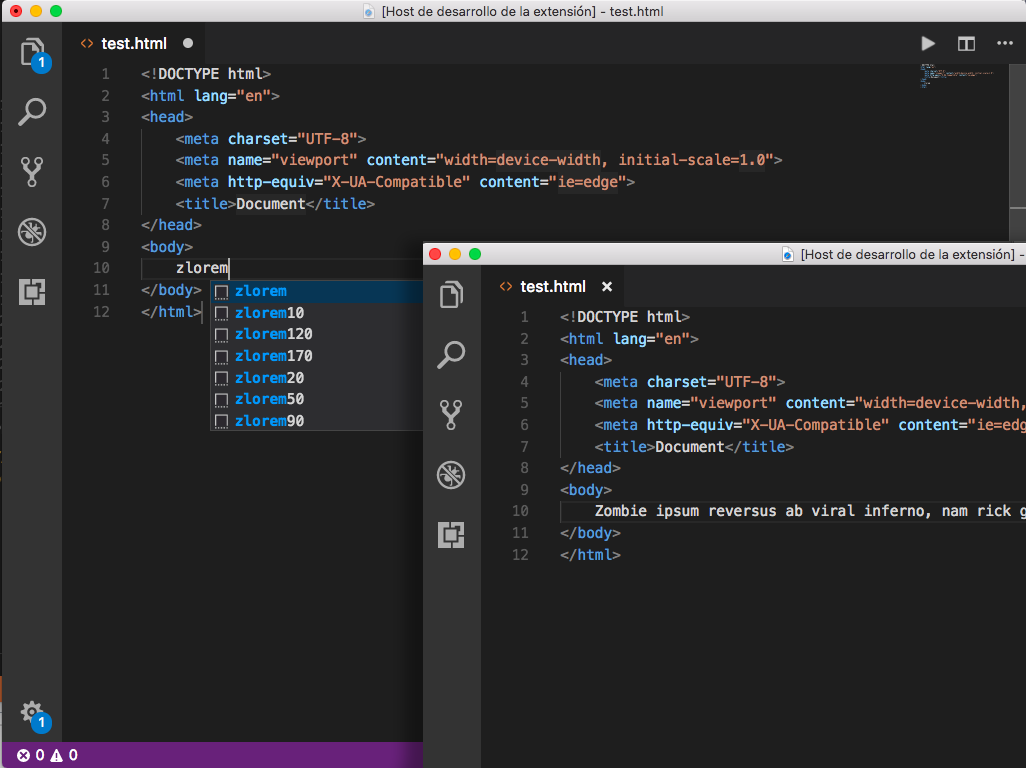 [Host de desarrollo de la extensión] - test.html
1
<> test.html
1 <!DOCTYPE html>
2 <html lang="en">
3 <head>
4 <meta charset="UTF-8">
5 <meta name="viewport" content="width=device-width, initial-scale=1.0">
6 <meta http-equiv="X-UA-Compatible" content="ie=edge">
7 <title>Document</title>
8 </head>
9 <body>
10 zlorem
11 </body>
12 </html>
zlorem
zlorem10
zlorem120
zlorem170
zlorem20
zlorem50
zlorem90
1
0 0
[Host de desarrollo de la extensión] -
<> test.html
1 <!DOCTYPE html>
2 <html lang="en">
3 <head>
4 <meta charset="UTF-8">
5 <meta name="viewport" content="width=device-width,
6 <meta http-equiv="X-UA-Compatible" content="ie=edg
7 <title>Document</title>
8 </head>
9 <body>
10 Zombie ipsum reversus ab viral inferno, nam rick g
11 </body>
12 </html>